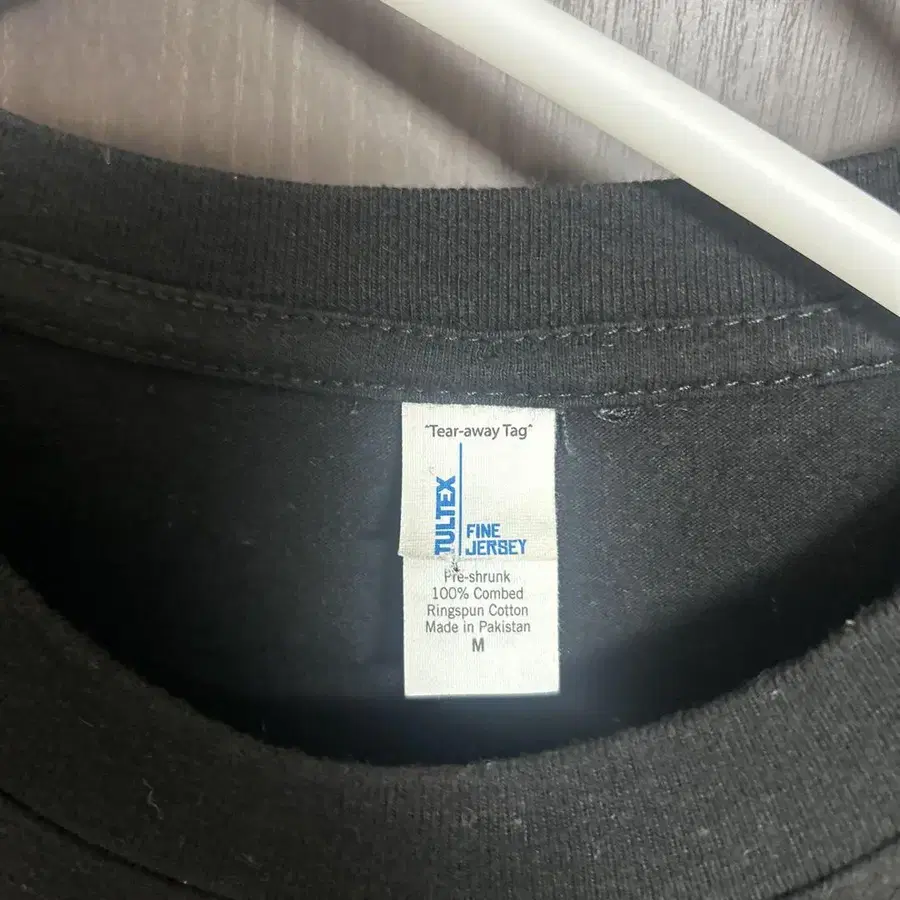 "Tear-away Tag"
TULTEX
FINE
JERSEY
Pre-shrunk
100% Combed
Ringspun Cotton
Made in Pakistan
M